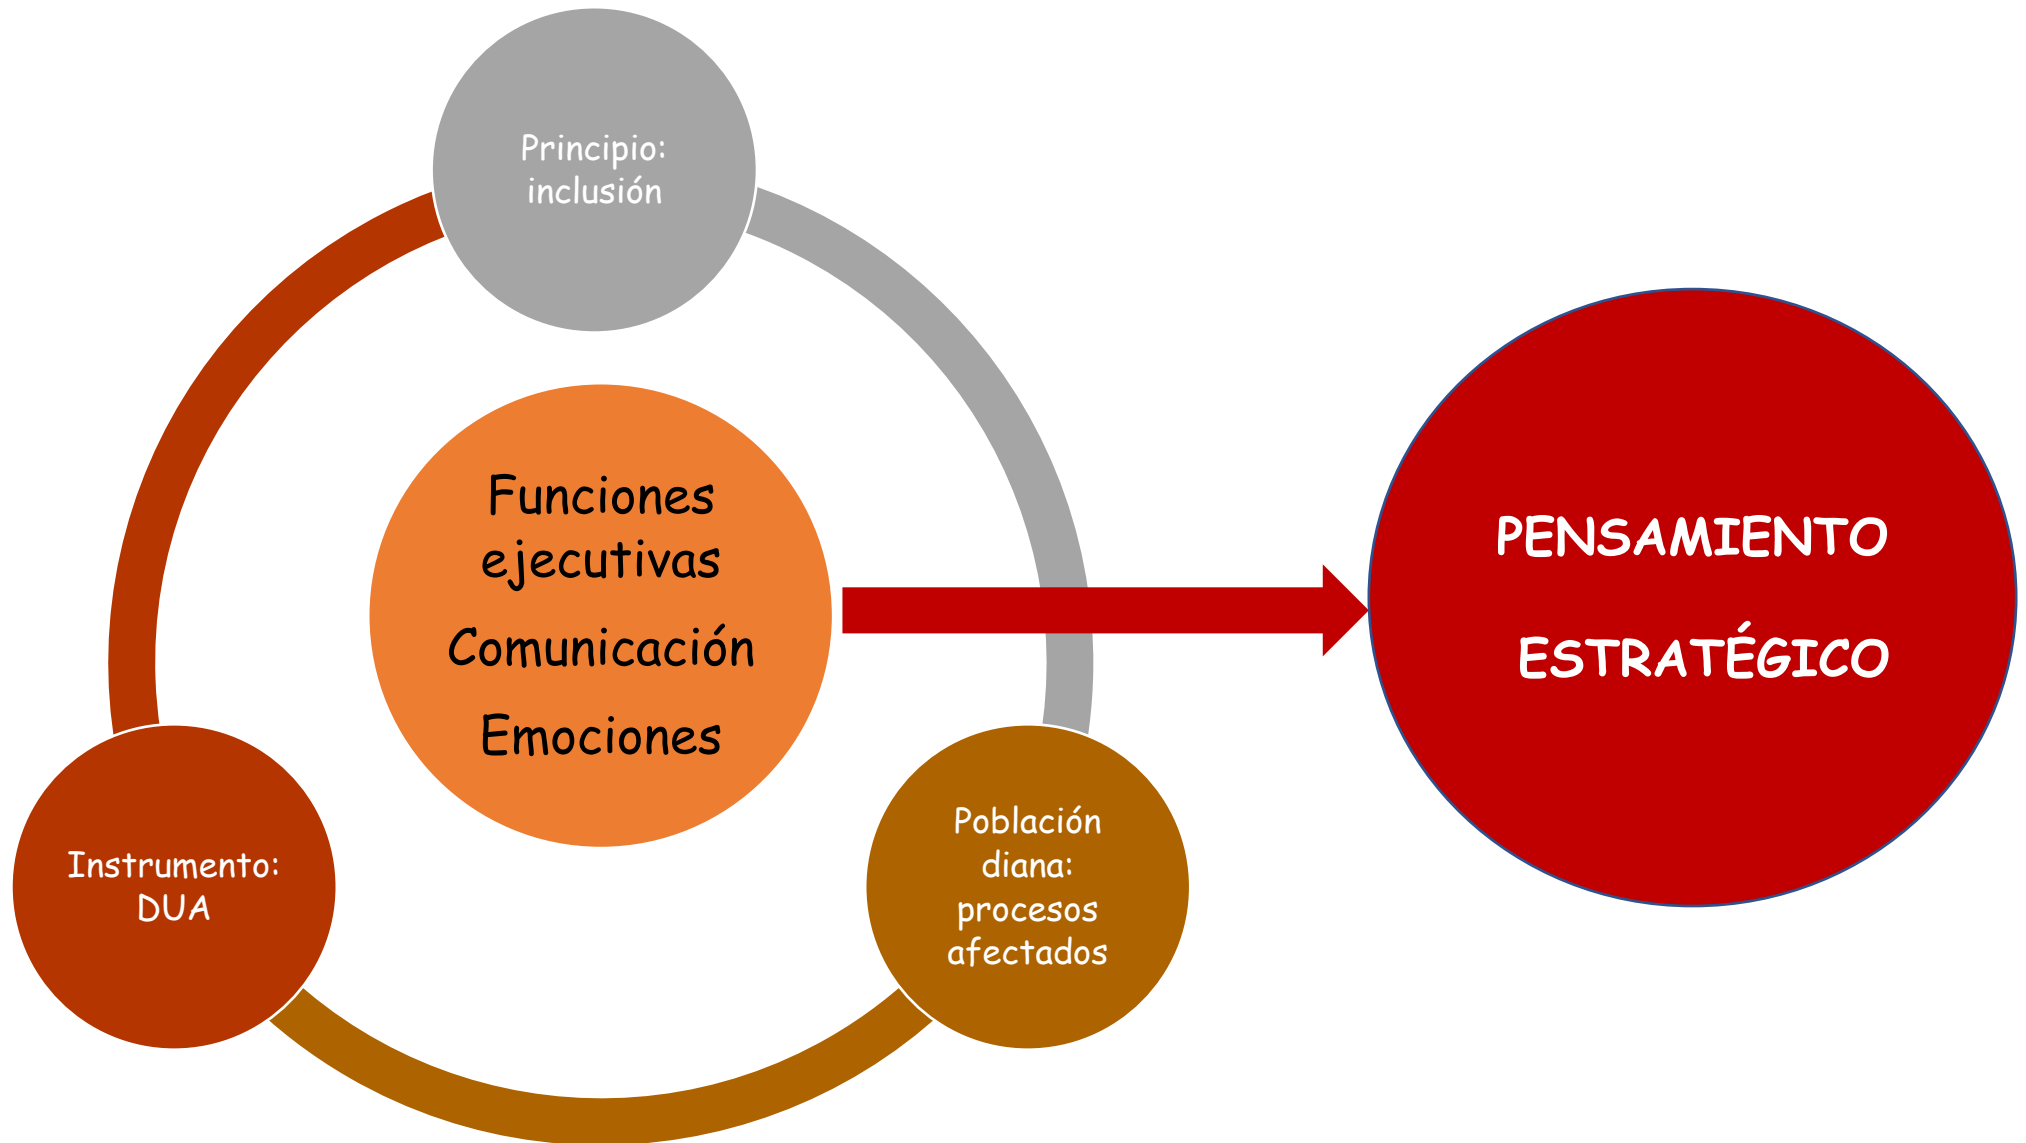 Principio:
inclusión
Funciones
ejecutivas
Comunicación
Emociones
PENSAMIENTO
ESTRATÉGICO
Instrumento:
DUA
Población
diana:
procesos
afectados